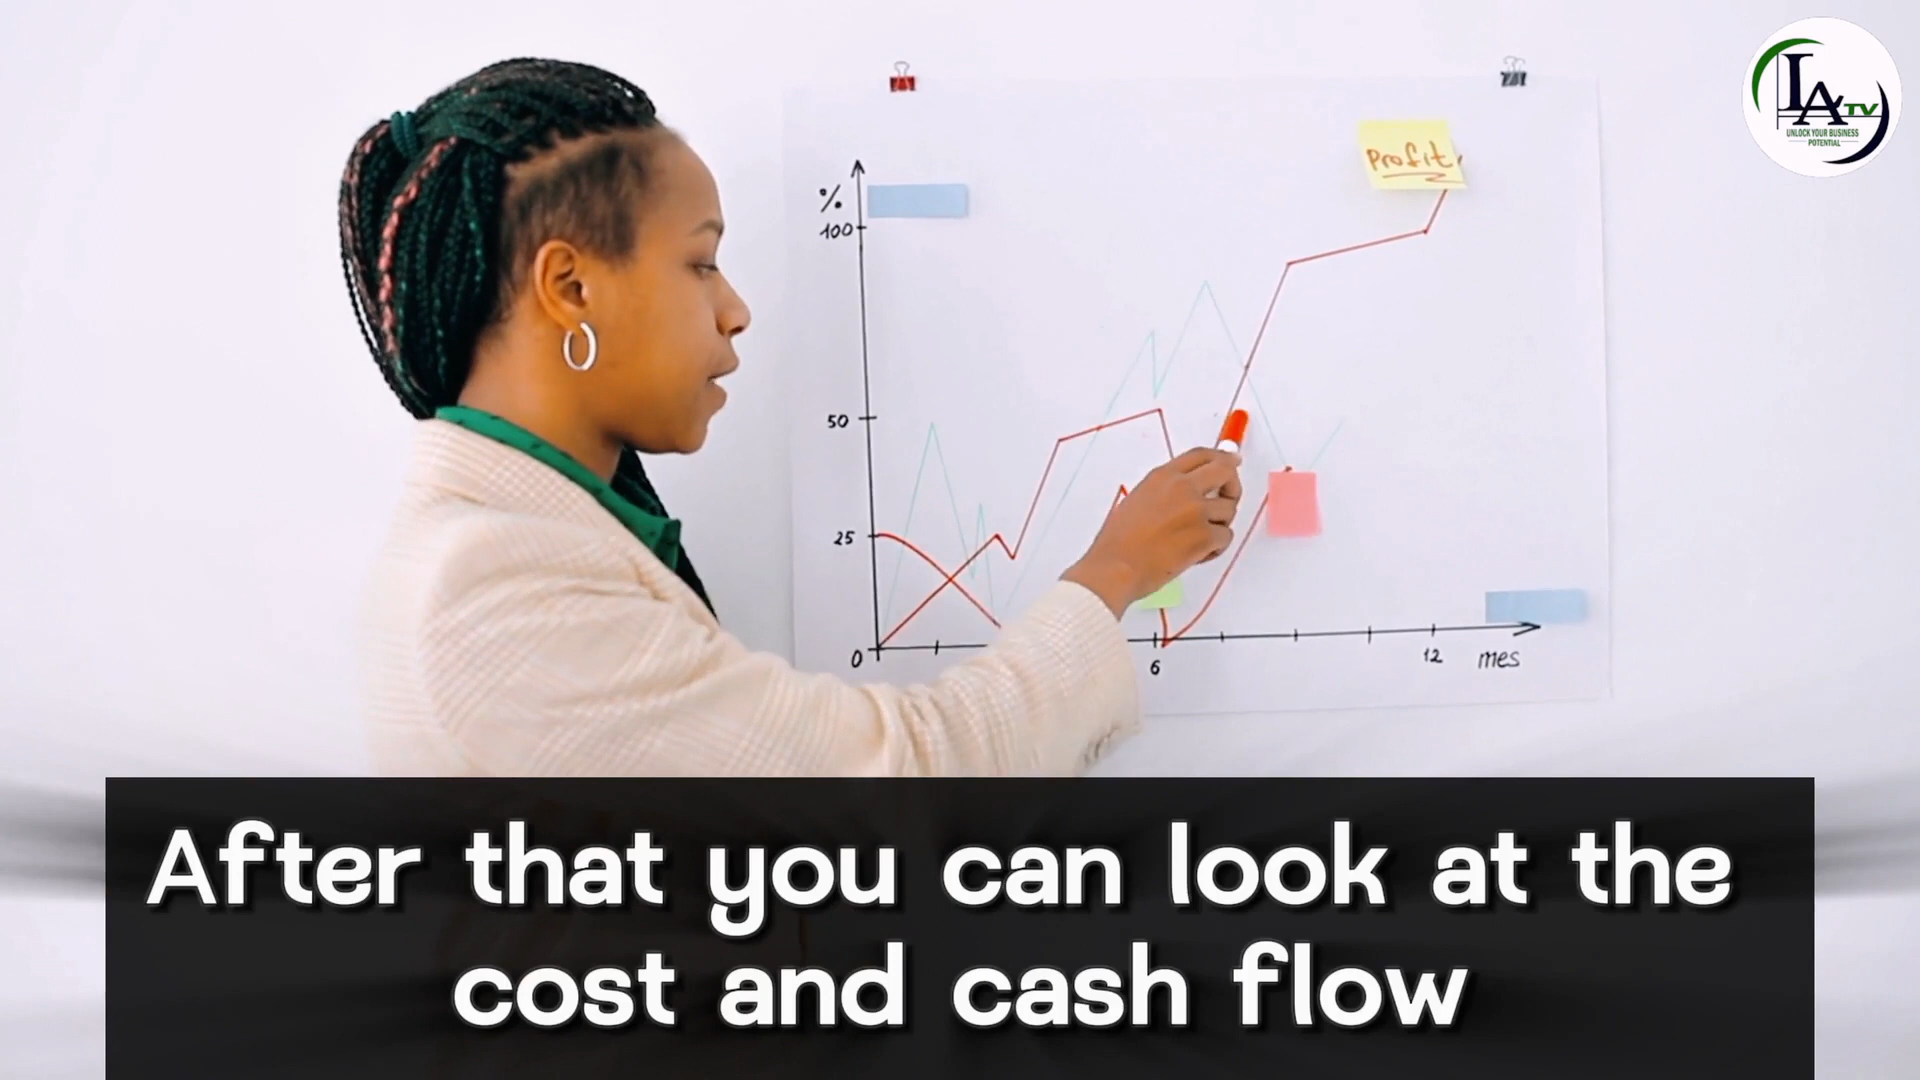 LA TV
UNLOCK YOUR BUSINESS
POTENTIAL
profit
%
100
50
25
0
6
12
mes
After that you can look at the
cost and cash flow